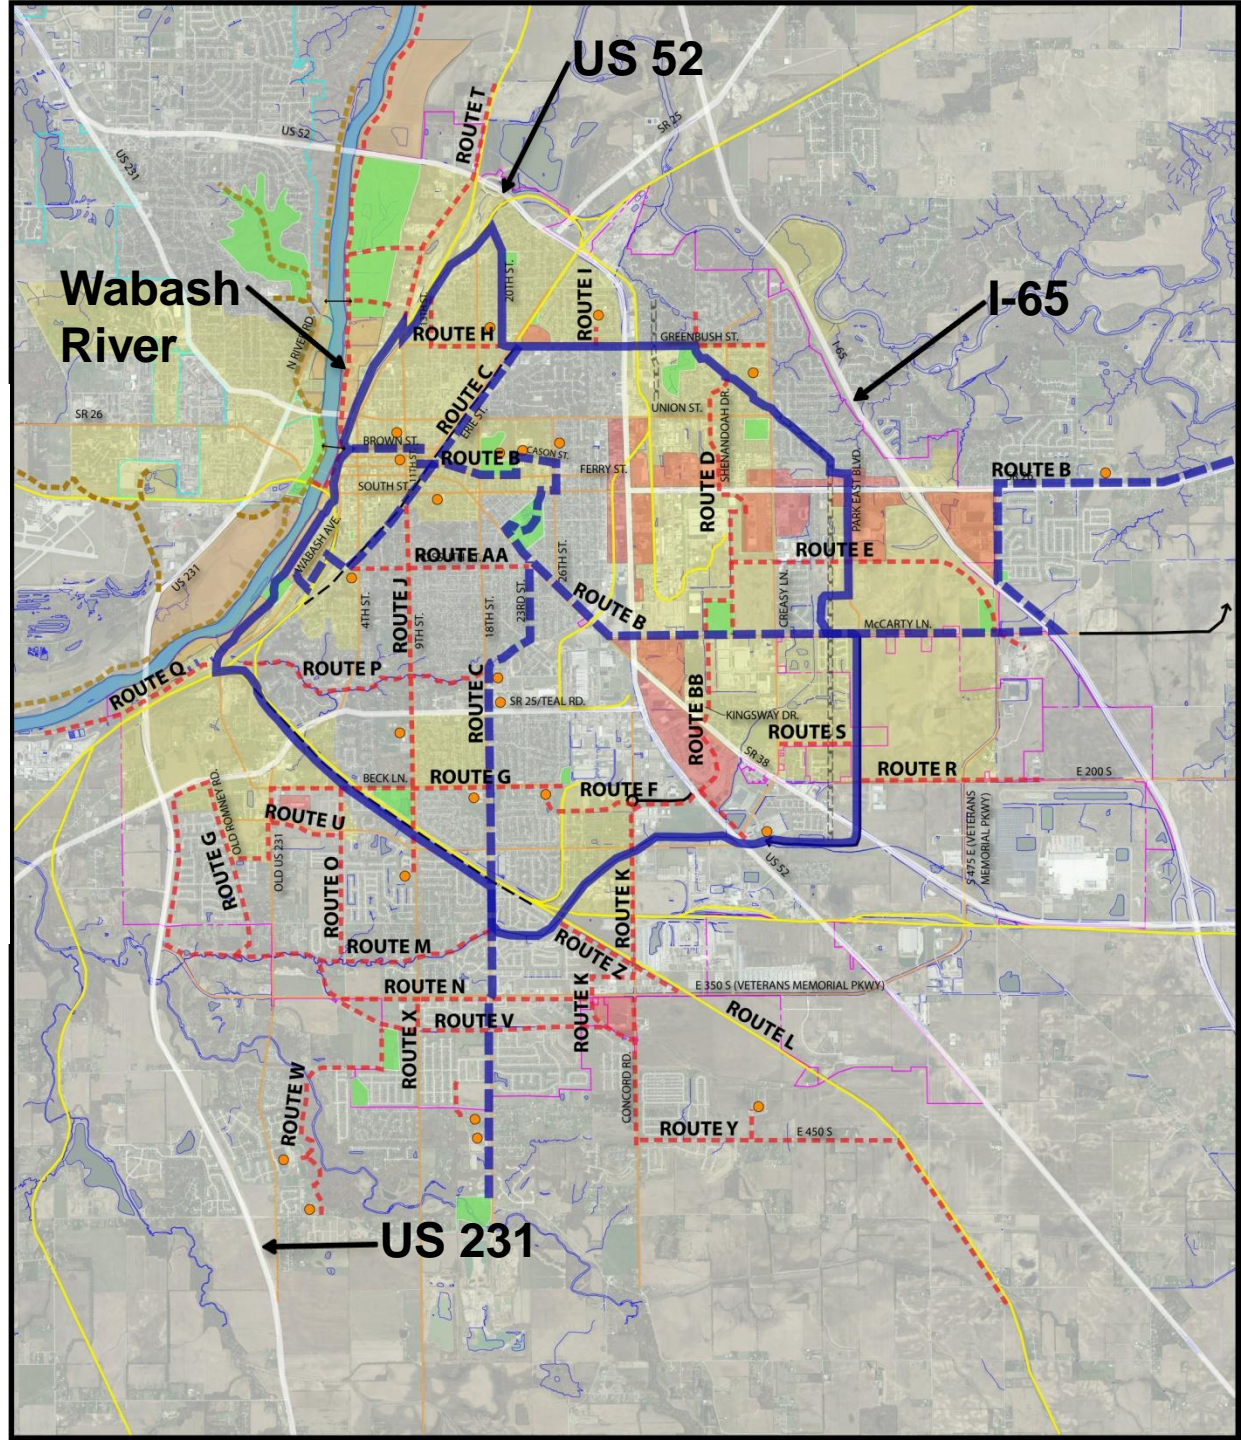 US 52
ROUTE T
SR 25
US 52
US 231
Wabash
River
I-65
20TH ST.
ROUTE I
N RIVER RD.
ROUTE H
GREENBUSH ST.
I-65
ROUTE C
ERIE ST.
UNION ST.
SHENANDOAH DR.
SR 26
BROWN ST.
11TH ST.
ROUTE B
CASON ST.
FERRY ST.
ROUTE D
PARK EAST BLVD.
ROUTE B
SOUTH ST.
WABASH AVE.
ROUTE AA
26TH ST.
ROUTE E
US 231
4TH ST.
ROUTE J
9TH ST.
18TH ST.
23RD ST.
ROUTE B
CREASY LN.
McCARTY LN.
ROUTE Q
ROUTE P
ROUTE C
SR 25/TEAL RD.
ROUTE BB
KINGSWAY DR.
ROUTE S
SR 38
ROUTE R
E 200 S
BECK LN.
ROUTE G
ROUTE F
OLD ROMNEY RD.
ROUTE U
ROUTE G
OLD US 231
ROUTE O
US 52
S 475 E (VETERANS
MEMORIAL PKWY)
ROUTE K
ROUTE M
ROUTE Z
ROUTE N
ROUTE K
E 350 S (VETERANS MEMORIAL PKWY)
ROUTE V
ROUTE X
ROUTE L
ROUTE W
CONCORD RD.
ROUTE Y
E 450 S
US 231